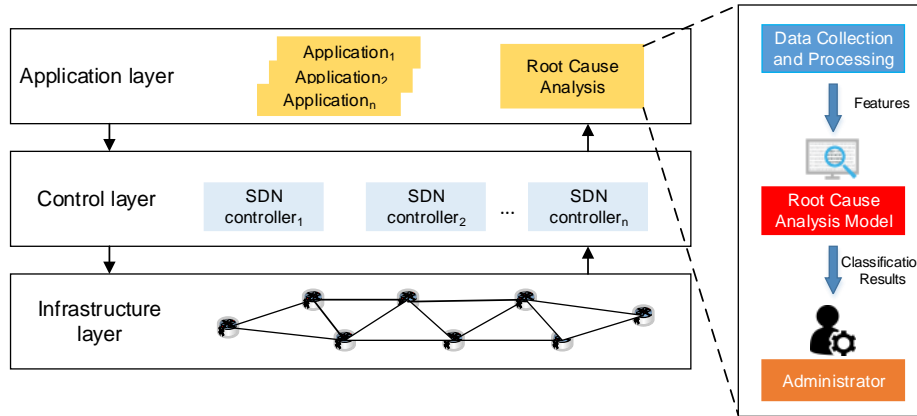 Application layer
Application1
Application2
Applicationn
Root Cause
Analysis
Control layer
SDN
controller1
SDN
controller2
...
SDN
controllern
Infrastructure
layer
Data Collection
and Processing
Features
Root Cause
Analysis Model
Classification
Results
Administrator